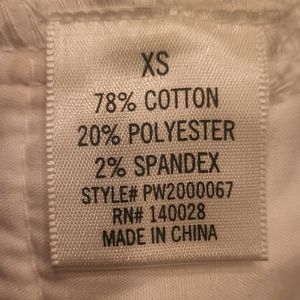 XS
78% COTTON
20% POLYESTER
2% SPANDEX
STYLE# PW2000067
RN# 140028
MADE IN CHINA